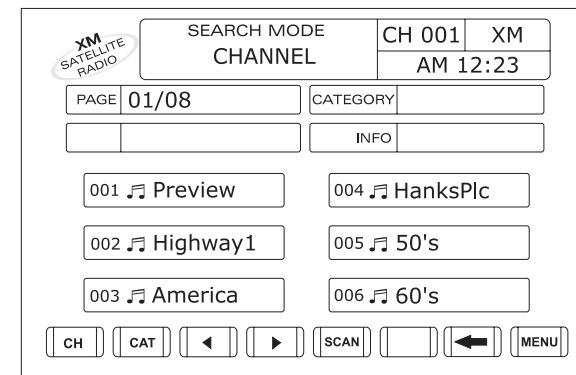 XM SATELLITE RADIO
SEARCH MODE
CHANNEL
CH 001 XM
AM 12:23
PAGE 01/08 CATEGORY
INFO
001 ♫ Preview 004 ♫ HanksPlc
002 ♫ Highway1 005 ♫ 50's
003 ♫ America 006 ♫ 60's
CH CAT SCAN MENU